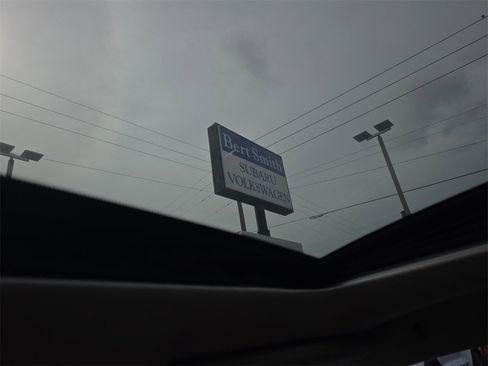 Bert Smith
SUBARU
VOLKSWAGEN